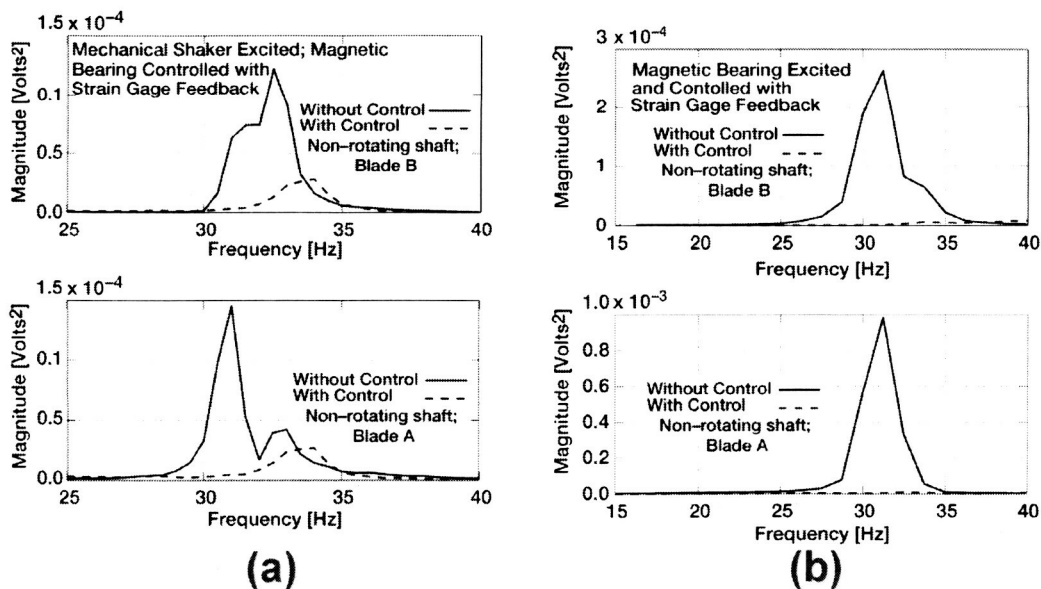 1.5 x 10⁻⁴
Magnitude [Volts²]
0.1
0.5
0.0
Mechanical Shaker Excited; Magnetic
Bearing Controlled with
Strain Gage Feedback
Without Control
With Control
Non–rotating shaft;
Blade B
25 30 35 40
Frequency [Hz]
1.5 x 10⁻⁴
Magnitude [Volts²]
0.1
0.5
0.0
Without Control
With Control
Non–rotating shaft;
Blade A
25 30 35 40
Frequency [Hz]
(a)
3 x 10⁻⁴
Magnitude [Volts²]
2
1
0
Magnetic Bearing Excited
and Contolled with
Strain Gage Feedback
Without Control
With Control
Non–rotating shaft;
Blade B
15 20 25 30 35 40
Frequency [Hz]
1.0 x 10⁻³
Magnitude [Volts²]
0.8
0.6
0.4
0.2
0.0
Without Control
With Control
Non–rotating shaft;
Blade A
15 20 25 30 35 40
Frequency [Hz]
(b)